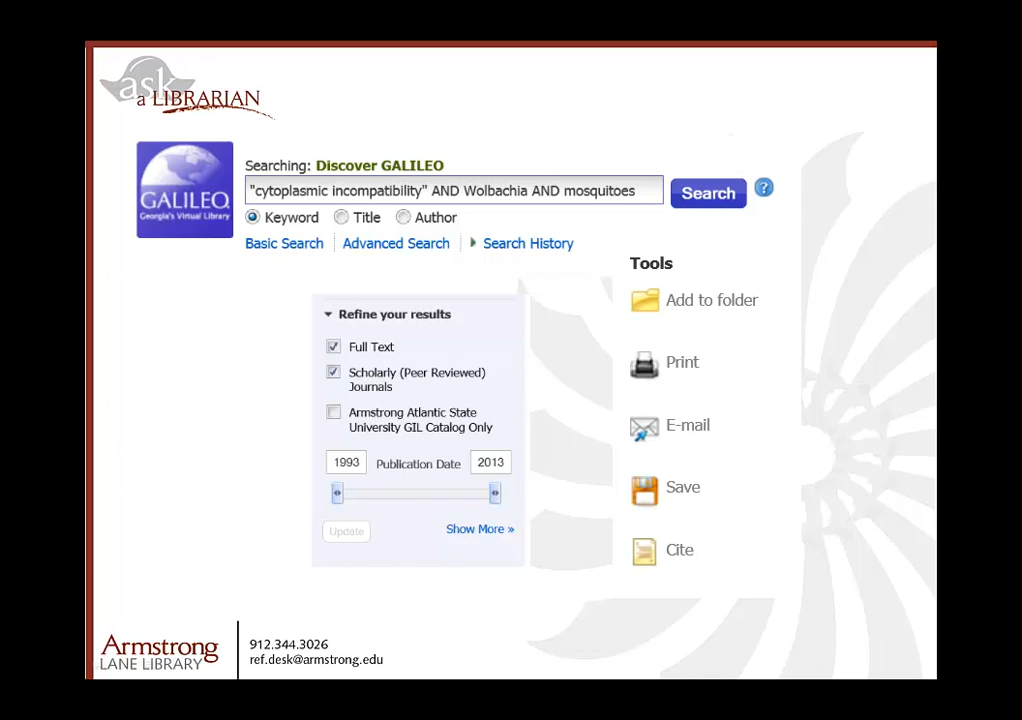 ask
a LIBRARIAN
GALILEO
Georgia's Virtual Library
Searching: Discover GALILEO
"cytoplasmic incompatibility" AND Wolbachia AND mosquitoes
Search
?
Keyword Title Author
Basic Search Advanced Search Search History
Tools
Add to folder
Print
E-mail
Save
Cite
Refine your results
Full Text
Scholarly (Peer Reviewed)
Journals
Armstrong Atlantic State
University GIL Catalog Only
1993 Publication Date 2013
Update
Show More »
Armstrong
LANE LIBRARY
912.344.3026
ref.desk@armstrong.edu